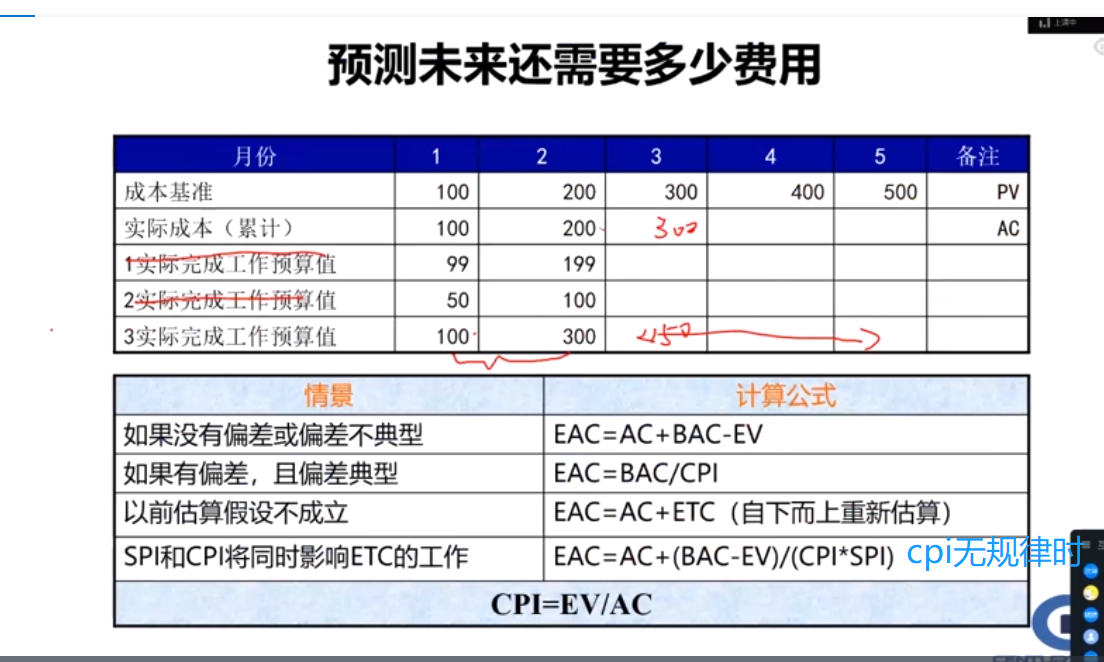 上课中
预测未来还需要多少费用
月份 1 2 3 4 5 备注
成本基准 100 200 300 400 500 PV
实际成本（累计） 100 200 300 AC
1实际完成工作预算值 99 199
2实际完成工作预算值 50 100
3实际完成工作预算值 100 300 450
情景 计算公式
如果没有偏差或偏差不典型 EAC=AC+BAC-EV
如果有偏差，且偏差典型 EAC=BAC/CPI
以前估算假设不成立 EAC=AC+ETC（自下而上重新估算）
SPI和CPI将同时影响ETC的工作 EAC=AC+(BAC-EV)/(CPI*SPI) cpi无规律时
CPI=EV/AC